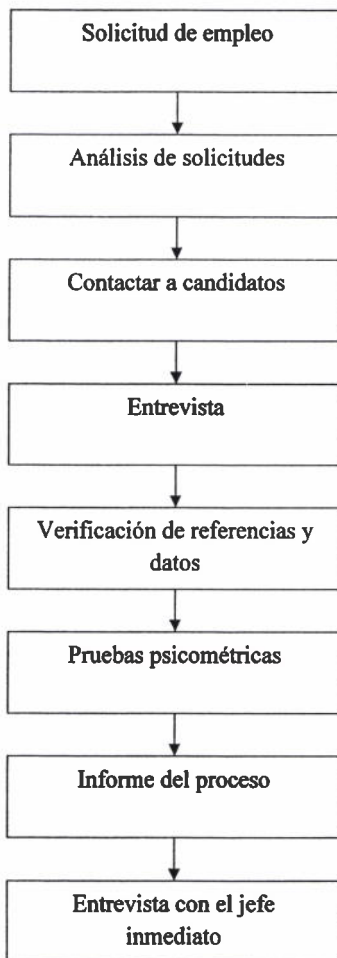 Solicitud de empleo
Análisis de solicitudes
Contactar a candidatos
Entrevista
Verificación de referencias y
datos
Pruebas psicométricas
Informe del proceso
Entrevista con el jefe
inmediato